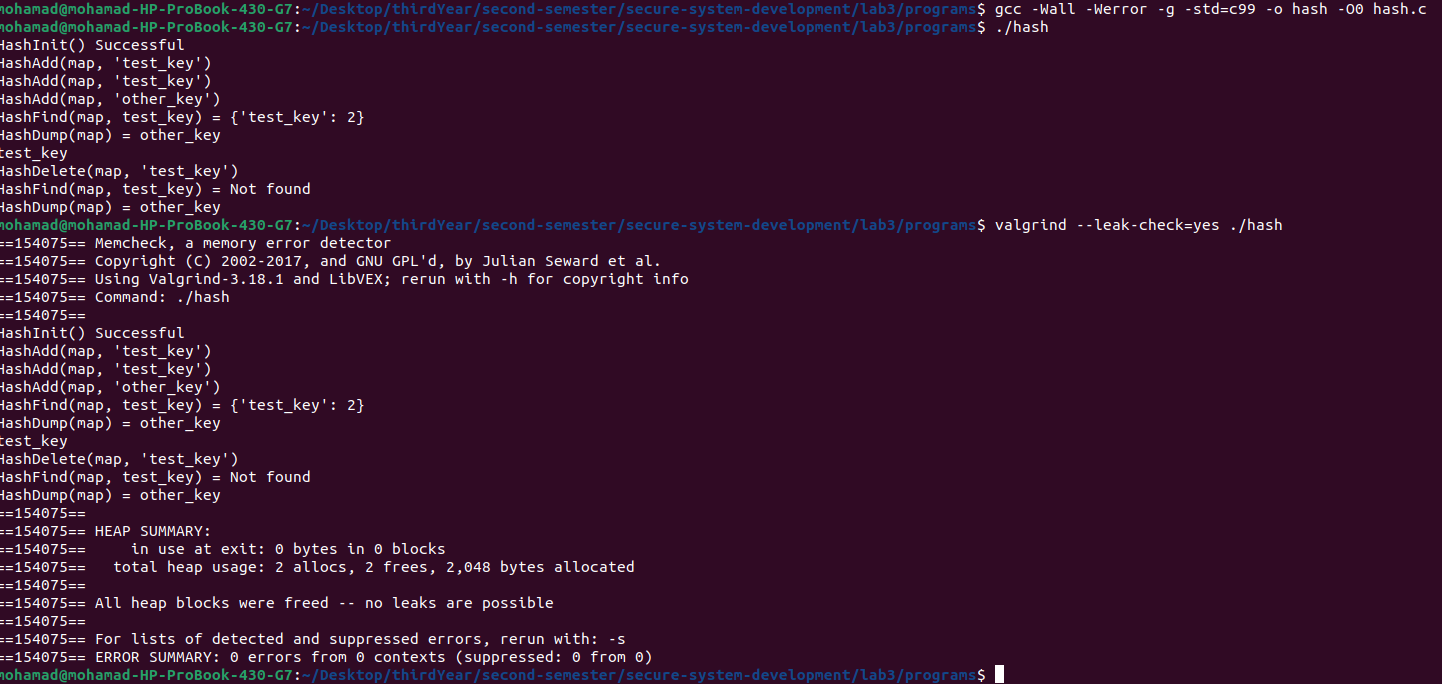 mohamad@mohamad-HP-ProBook-430-G7:~/Desktop/thirdYear/second-semester/secure-system-development/lab3/programs$ gcc -Wall -Werror -g -std=c99 -o hash -O0 hash.c
mohamad@mohamad-HP-ProBook-430-G7:~/Desktop/thirdYear/second-semester/secure-system-development/lab3/programs$ ./hash
HashInit() Successful
HashAdd(map, 'test_key')
HashAdd(map, 'test_key')
HashAdd(map, 'other_key')
HashFind(map, test_key) = {'test_key': 2}
HashDump(map) = other_key
test_key
HashDelete(map, 'test_key')
HashFind(map, test_key) = Not found
HashDump(map) = other_key
mohamad@mohamad-HP-ProBook-430-G7:~/Desktop/thirdYear/second-semester/secure-system-development/lab3/programs$ valgrind --leak-check=yes ./hash
==154075== Memcheck, a memory error detector
==154075== Copyright (C) 2002-2017, and GNU GPL'd, by Julian Seward et al.
==154075== Using Valgrind-3.18.1 and LibVEX; rerun with -h for copyright info
==154075== Command: ./hash
==154075==
HashInit() Successful
HashAdd(map, 'test_key')
HashAdd(map, 'test_key')
HashAdd(map, 'other_key')
HashFind(map, test_key) = {'test_key': 2}
HashDump(map) = other_key
test_key
HashDelete(map, 'test_key')
HashFind(map, test_key) = Not found
HashDump(map) = other_key
==154075==
==154075== HEAP SUMMARY:
==154075==     in use at exit: 0 bytes in 0 blocks
==154075==   total heap usage: 2 allocs, 2 frees, 2,048 bytes allocated
==154075==
==154075== All heap blocks were freed -- no leaks are possible
==154075==
==154075== For lists of detected and suppressed errors, rerun with: -s
==154075== ERROR SUMMARY: 0 errors from 0 contexts (suppressed: 0 from 0)
mohamad@mohamad-HP-ProBook-430-G7:~/Desktop/thirdYear/second-semester/secure-system-development/lab3/programs$